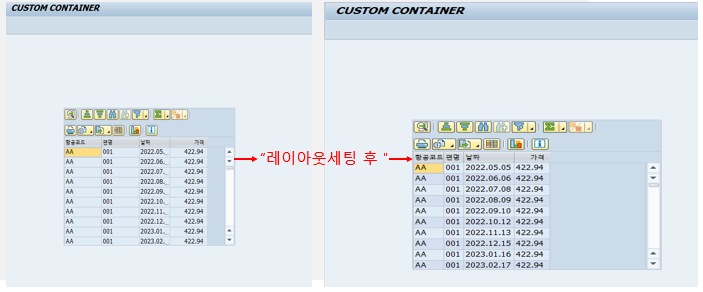 CUSTOM CONTAINER
항공코드 편명 날짜 가격
AA 001 2022.05._ 422.94
AA 001 2022.06._ 422.94
AA 001 2022.07._ 422.94
AA 001 2022.08._ 422.94
AA 001 2022.09._ 422.94
AA 001 2022.10._ 422.94
AA 001 2022.11._ 422.94
AA 001 2022.12._ 422.94
AA 001 2023.01._ 422.94
AA 001 2023.02._ 422.94
"레이아웃세팅 후 "
CUSTOM CONTAINER
항공코드 편명 날짜 가격
AA 001 2022.05.05 422.94
AA 001 2022.06.06 422.94
AA 001 2022.07.08 422.94
AA 001 2022.08.09 422.94
AA 001 2022.09.10 422.94
AA 001 2022.10.12 422.94
AA 001 2022.11.13 422.94
AA 001 2022.12.15 422.94
AA 001 2023.01.16 422.94
AA 001 2023.02.17 422.94